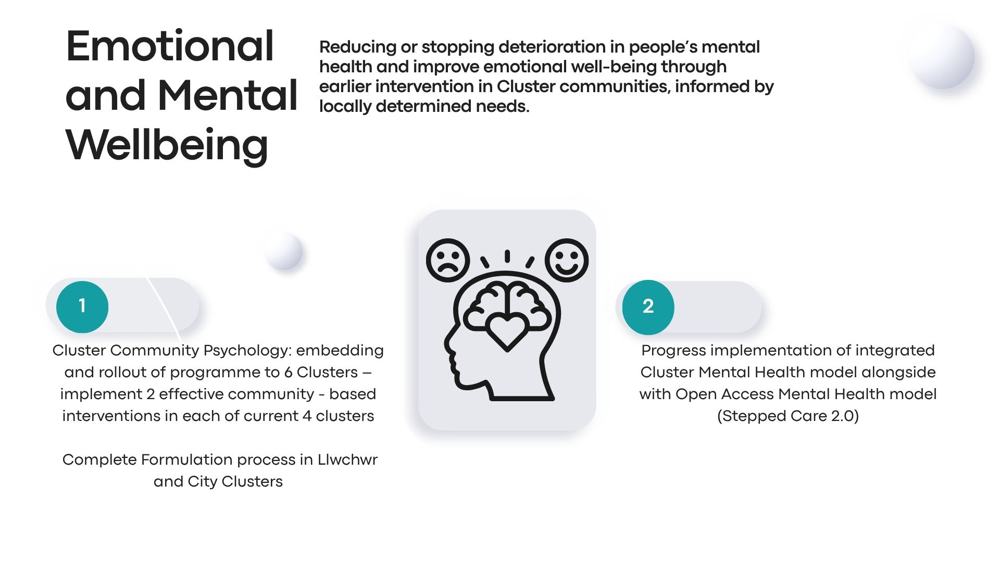 Emotional
and Mental
Wellbeing
Reducing or stopping deterioration in people’s mental
health and improve emotional well-being through
earlier intervention in Cluster communities, informed by
locally determined needs.
1
Cluster Community Psychology: embedding
and rollout of programme to 6 Clusters –
implement 2 effective community - based
interventions in each of current 4 clusters
Complete Formulation process in Llwchwr
and City Clusters
2
Progress implementation of integrated
Cluster Mental Health model alongside
with Open Access Mental Health model
(Stepped Care 2.0)